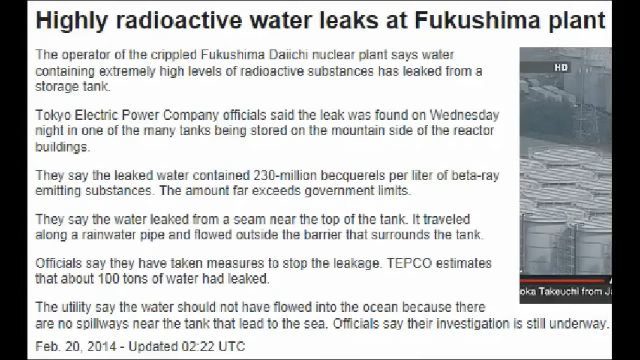 Highly radioactive water leaks at Fukushima plant
The operator of the crippled Fukushima Daiichi nuclear plant says water
containing extremely high levels of radioactive substances has leaked from a
storage tank.
Tokyo Electric Power Company officials said the leak was found on Wednesday
night in one of the many tanks being stored on the mountain side of the reactor
buildings.
They say the leaked water contained 230-million becquerels per liter of beta-ray
emitting substances. The amount far exceeds government limits.
They say the water leaked from a seam near the top of the tank. It traveled
along a rainwater pipe and flowed outside the barrier that surrounds the tank.
Officials say they have taken measures to stop the leakage. TEPCO estimates
that about 100 tons of water had leaked.
The utility say the water should not have flowed into the ocean because there
are no spillways near the tank that lead to the sea. Officials say their investigation is still underway.
Feb. 20, 2014 - Updated 02:22 UTC
HD
oka Takeuchi from Ja